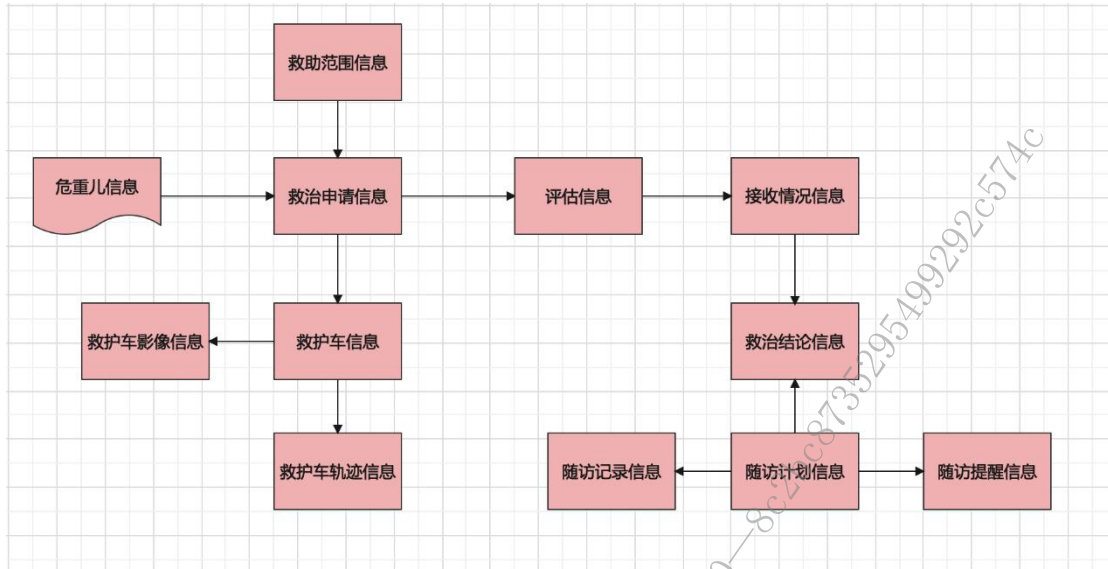 救助范围信息
危重儿信息
救治申请信息
评估信息
接收情况信息
救护车影像信息
救护车信息
救治结论信息
救护车轨迹信息
随访记录信息
随访计划信息
随访提醒信息